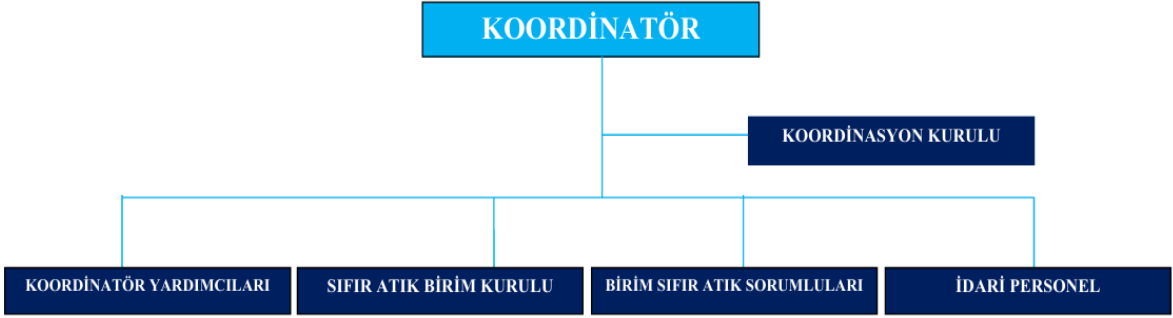 KOORDİNATÖR
KOORDİNASYON KURULU
KOORDİNATÖR YARDIMCILARI
SIFIR ATIK BİRİM KURULU
BİRİM SIFIR ATIK SORUMLULARI
İDARİ PERSONEL